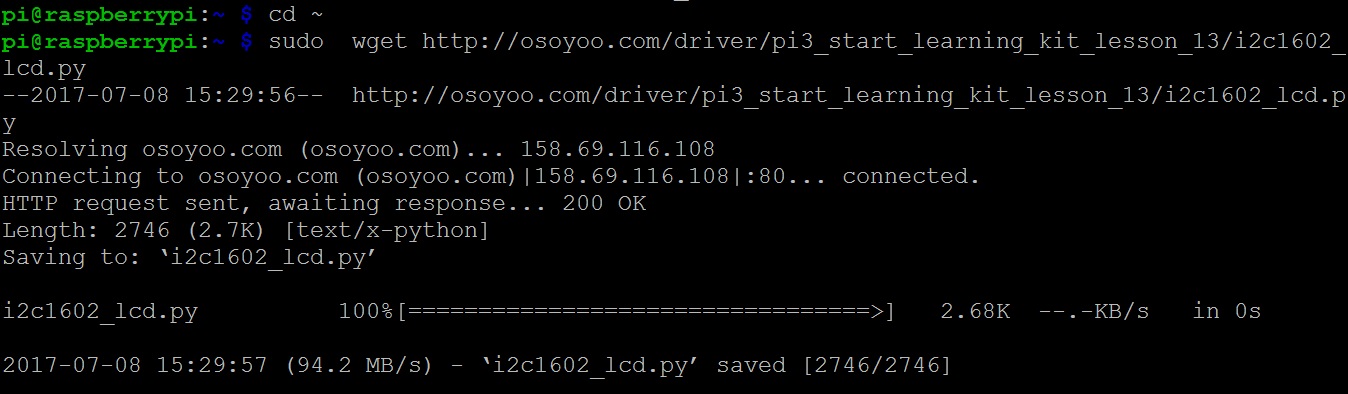 pi@raspberrypi:~ $ cd ~
pi@raspberrypi:~ $ sudo  wget http://osoyoo.com/driver/pi3_start_learning_kit_lesson_13/i2c1602_
lcd.py
--2017-07-08 15:29:56--  http://osoyoo.com/driver/pi3_start_learning_kit_lesson_13/i2c1602_lcd.p
y
Resolving osoyoo.com (osoyoo.com)... 158.69.116.108
Connecting to osoyoo.com (osoyoo.com)|158.69.116.108|:80... connected.
HTTP request sent, awaiting response... 200 OK
Length: 2746 (2.7K) [text/x-python]
Saving to: ‘i2c1602_lcd.py’
i2c1602_lcd.py          100%[=================================>]   2.68K  --.-KB/s   in 0s
2017-07-08 15:29:57 (94.2 MB/s) - ‘i2c1602_lcd.py’ saved [2746/2746]